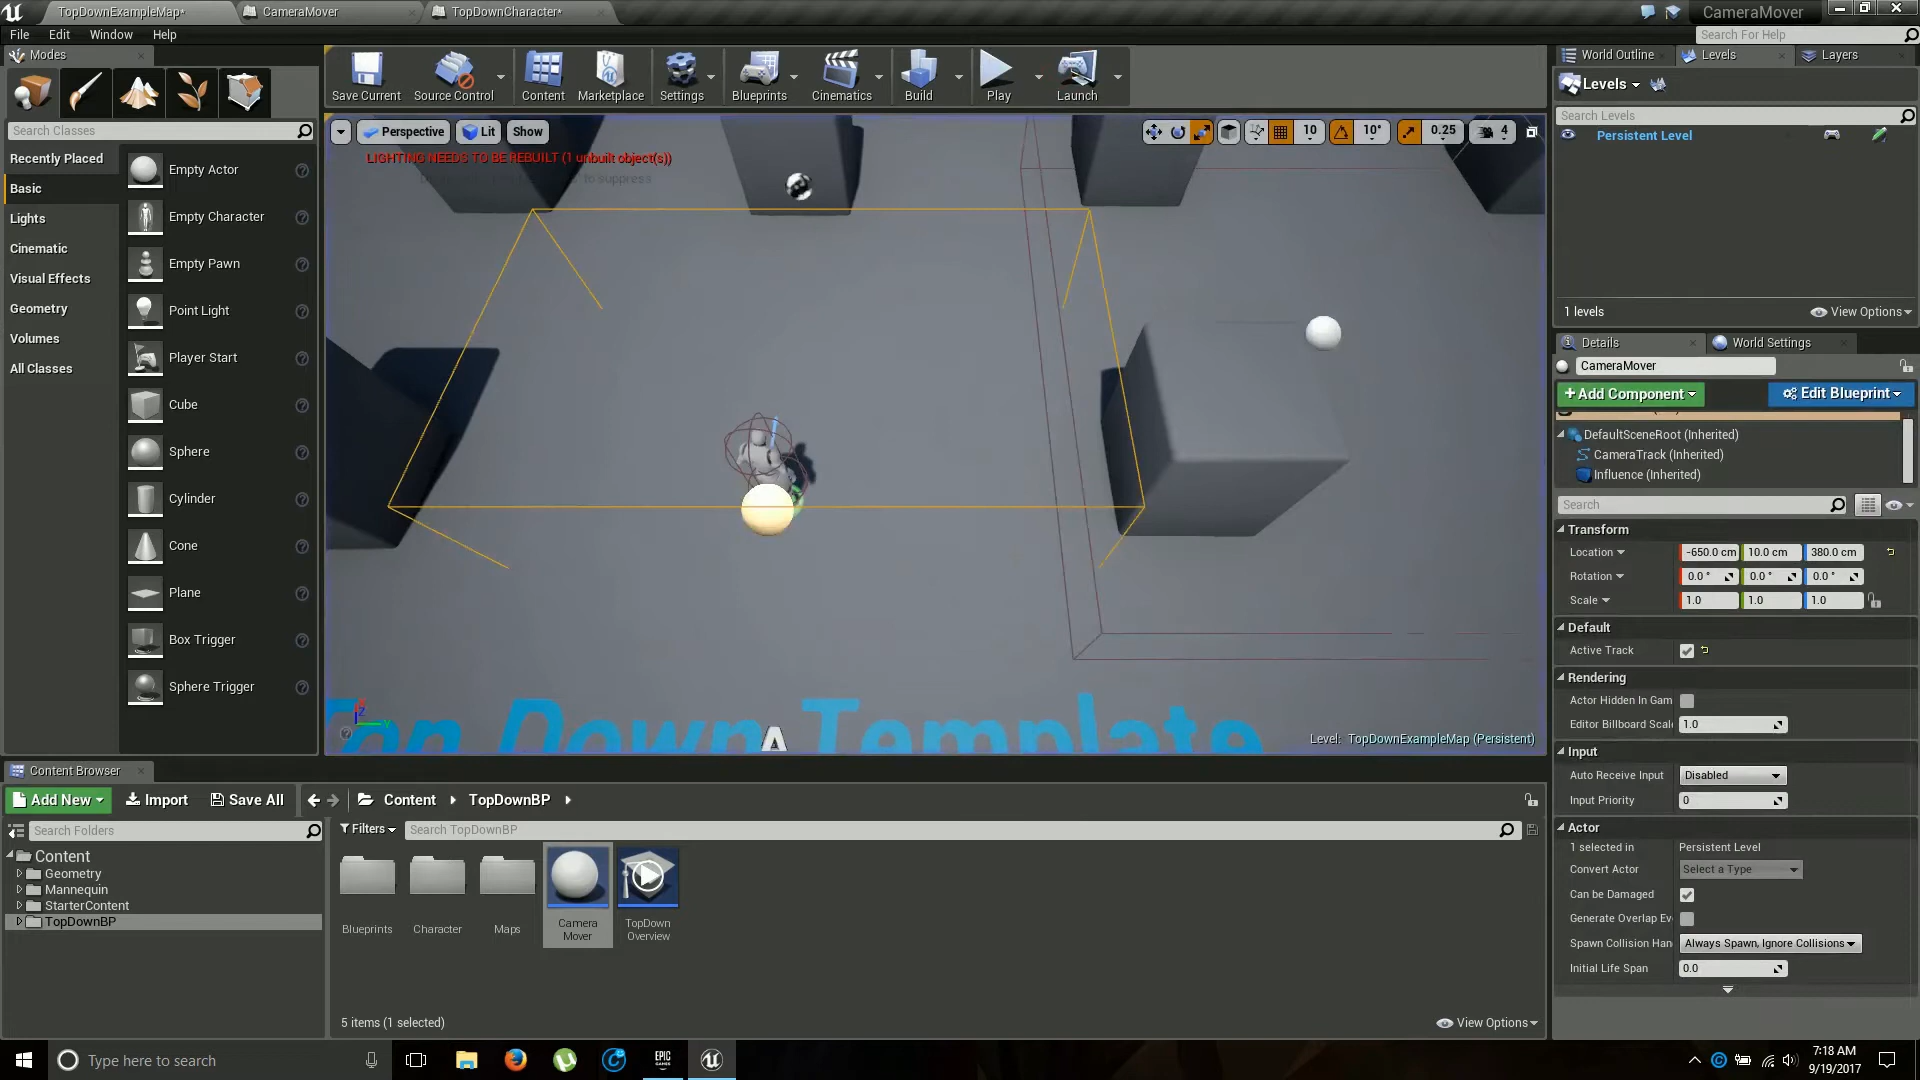 TopDownExampleMap*
CameraMover
TopDownCharacter*
CameraMover
File Edit Window Help
Search For Help
Modes
Save Current
Source Control
Content
Marketplace
Settings
Blueprints
Cinematics
Build
Play
Launch
World Outline
Levels
Layers
Levels
Search Levels
Persistent Level
1 levels
View Options
Search Classes
Recently Placed
Basic
Lights
Cinematic
Visual Effects
Geometry
Volumes
All Classes
Empty Actor
Empty Character
Empty Pawn
Point Light
Player Start
Cube
Sphere
Cylinder
Cone
Plane
Box Trigger
Sphere Trigger
Perspective
Lit
Show
10
10°
0.25
4
LIGHTING NEEDS TO BE REBUILT (1 unbuilt object(s))
to suppress
Top Down Template
A
Level: TopDownExampleMap (Persistent)
Details
World Settings
CameraMover
+Add Component
Edit Blueprint
DefaultSceneRoot (Inherited)
CameraTrack (Inherited)
Influence (Inherited)
Search
Transform
Location -650.0 cm 10.0 cm 380.0 cm
Rotation 0.0 ° 0.0 ° 0.0 °
Scale 1.0 1.0 1.0
Default
Active Track
Rendering
Actor Hidden In Gam
Editor Billboard Scale 1.0
Input
Auto Receive Input Disabled
Input Priority 0
Actor
1 selected in Persistent Level
Convert Actor Select a Type
Can be Damaged
Generate Overlap Ev
Spawn Collision Han Always Spawn, Ignore Collisions
Initial Life Span 0.0
Content Browser
Add New
Import
Save All
Content
TopDownBP
Search Folders
Filters
Search TopDownBP
Content
Geometry
Mannequin
StarterContent
TopDownBP
Blueprints
Character
Maps
Camera
Mover
TopDown
Overview
5 items (1 selected)
View Options
Type here to search
EPIC
GAMES
7:18 AM
9/19/2017